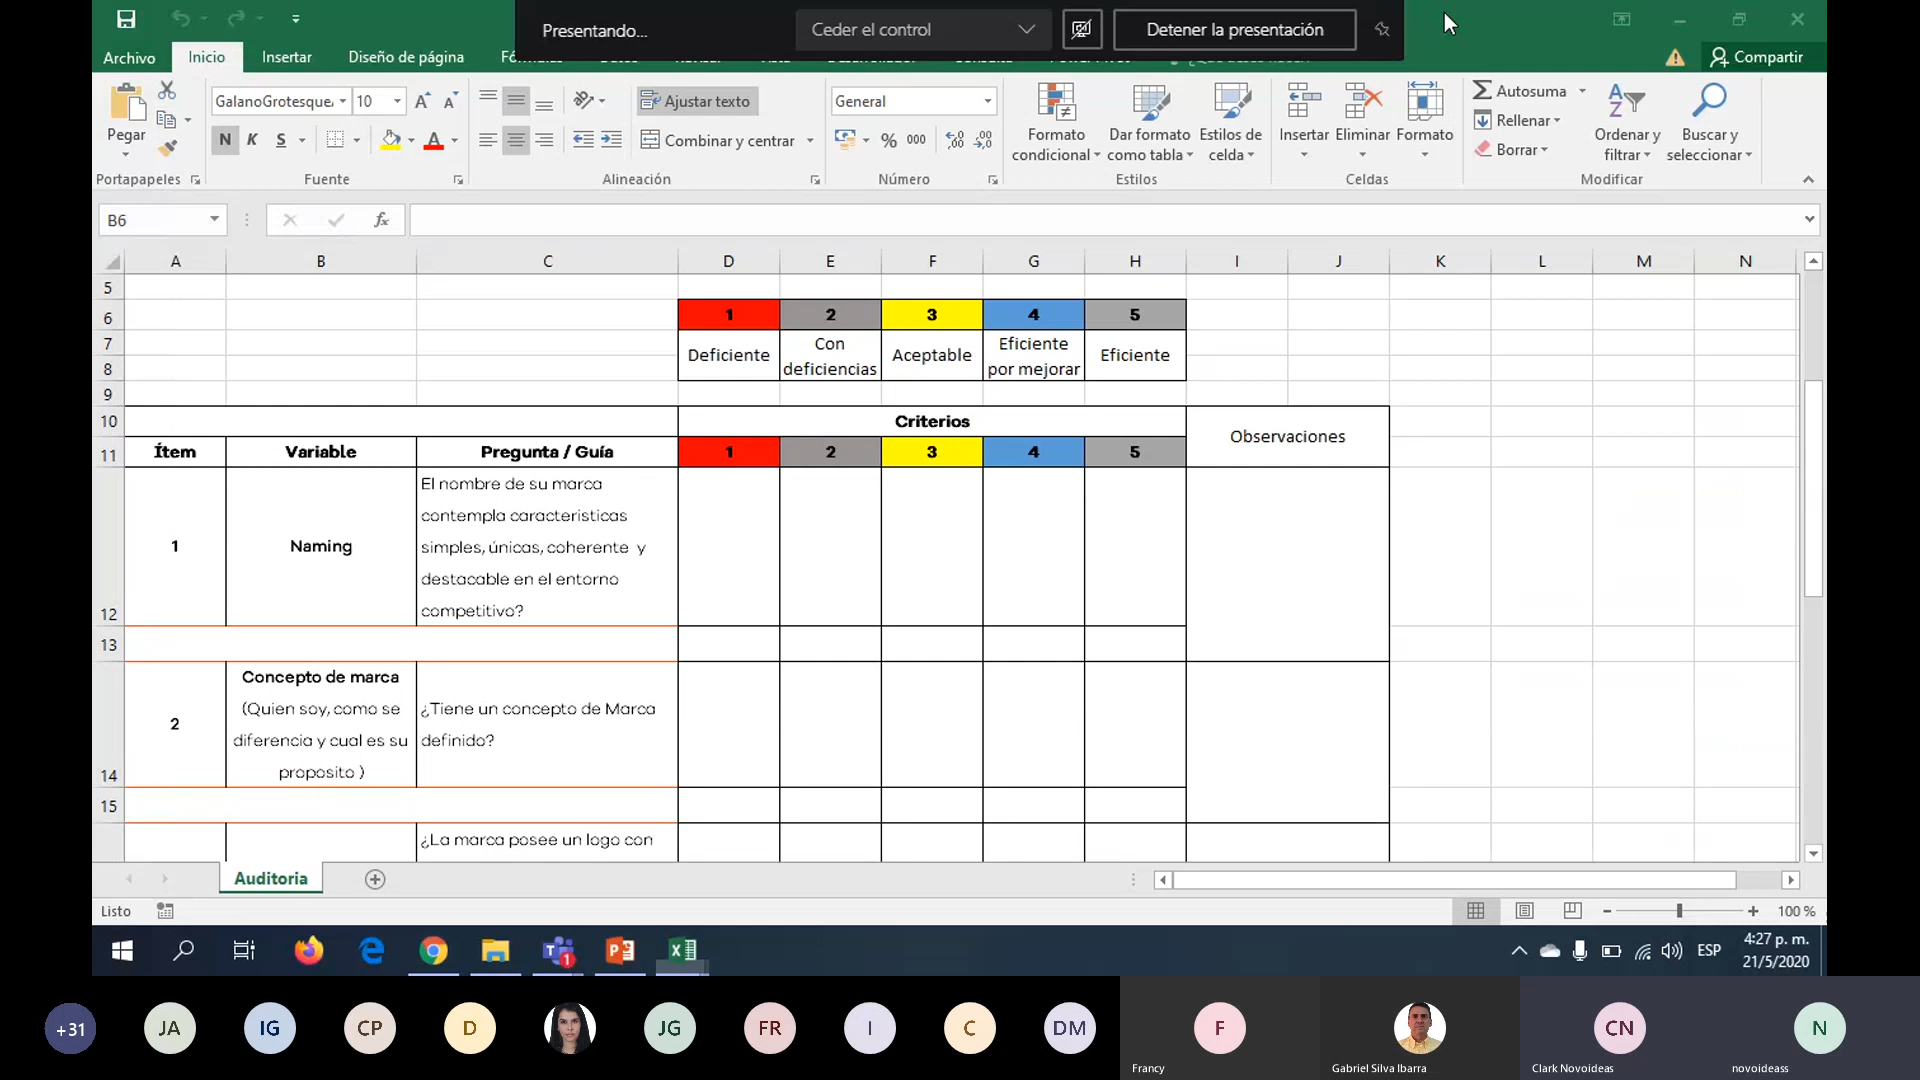 Presentando...
Ceder el control
Detener la presentación
Archivo
Inicio
Insertar
Diseño de página
Compartir
Pegar
GalanoGrotesque
10
N K S
Ajustar texto
Combinar y centrar
General
% 000
Formato condicional
Dar formato como tabla
Estilos de celda
Insertar
Eliminar
Formato
Autosuma
Rellenar
Borrar
Ordenar y filtrar
Buscar y seleccionar
Portapapeles
Fuente
Alineación
Número
Estilos
Celdas
Modificar
B6
fx
A B C D E F G H I J K L M N
5
6 1 2 3 4 5
7
8
Deficiente
Con deficiencias
Aceptable
Eficiente por mejorar
Eficiente
9
10 Criterios
Observaciones
11 Ítem Variable Pregunta / Guía 1 2 3 4 5
1
Naming
El nombre de su marca
contempla caracteristicas
simples, únicas, coherente y
destacable en el entorno
competitivo?
12
13
2
Concepto de marca
(Quien soy, como se
diferencia y cual es su
proposito )
¿Tiene un concepto de Marca
definido?
14
15
¿La marca posee un logo con
Auditoria
Listo
100 %
1
ESP
4:27 p. m.
21/5/2020
+31
JA
IG
CP
D
JG
FR
I
C
DM
F
CN
N
Francy
Gabriel Silva Ibarra
Clark Novoideas
novoideass